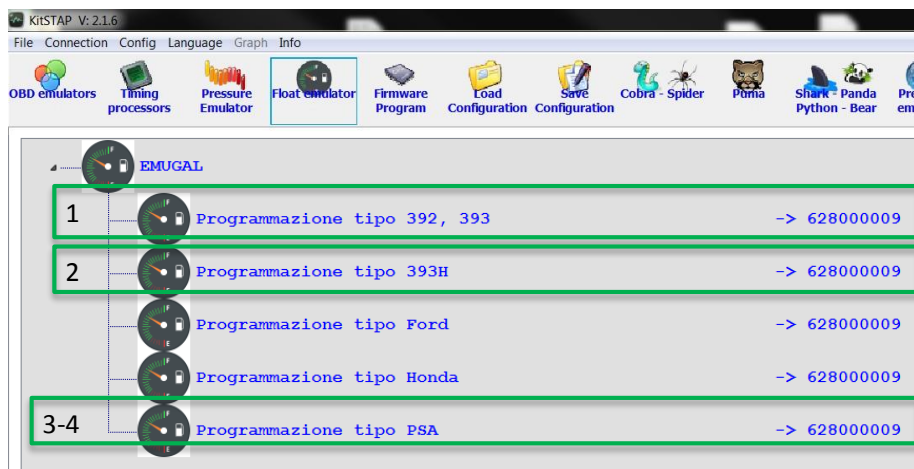 KitSTAP V: 2.1.6
File Connection Config Language Graph Info
OBD emulators
Timing processors
Pressure Emulator
Float emulator
Firmware Program
Load Configuration
Save Configuration
Cobra - Spider
Puma
Shark - Panda
Python - Bear
EMUGAL
1 Programmazione tipo 392, 393 -> 628000009
2 Programmazione tipo 393H -> 628000009
Programmazione tipo Ford -> 628000009
Programmazione tipo Honda -> 628000009
3-4 Programmazione tipo PSA -> 628000009